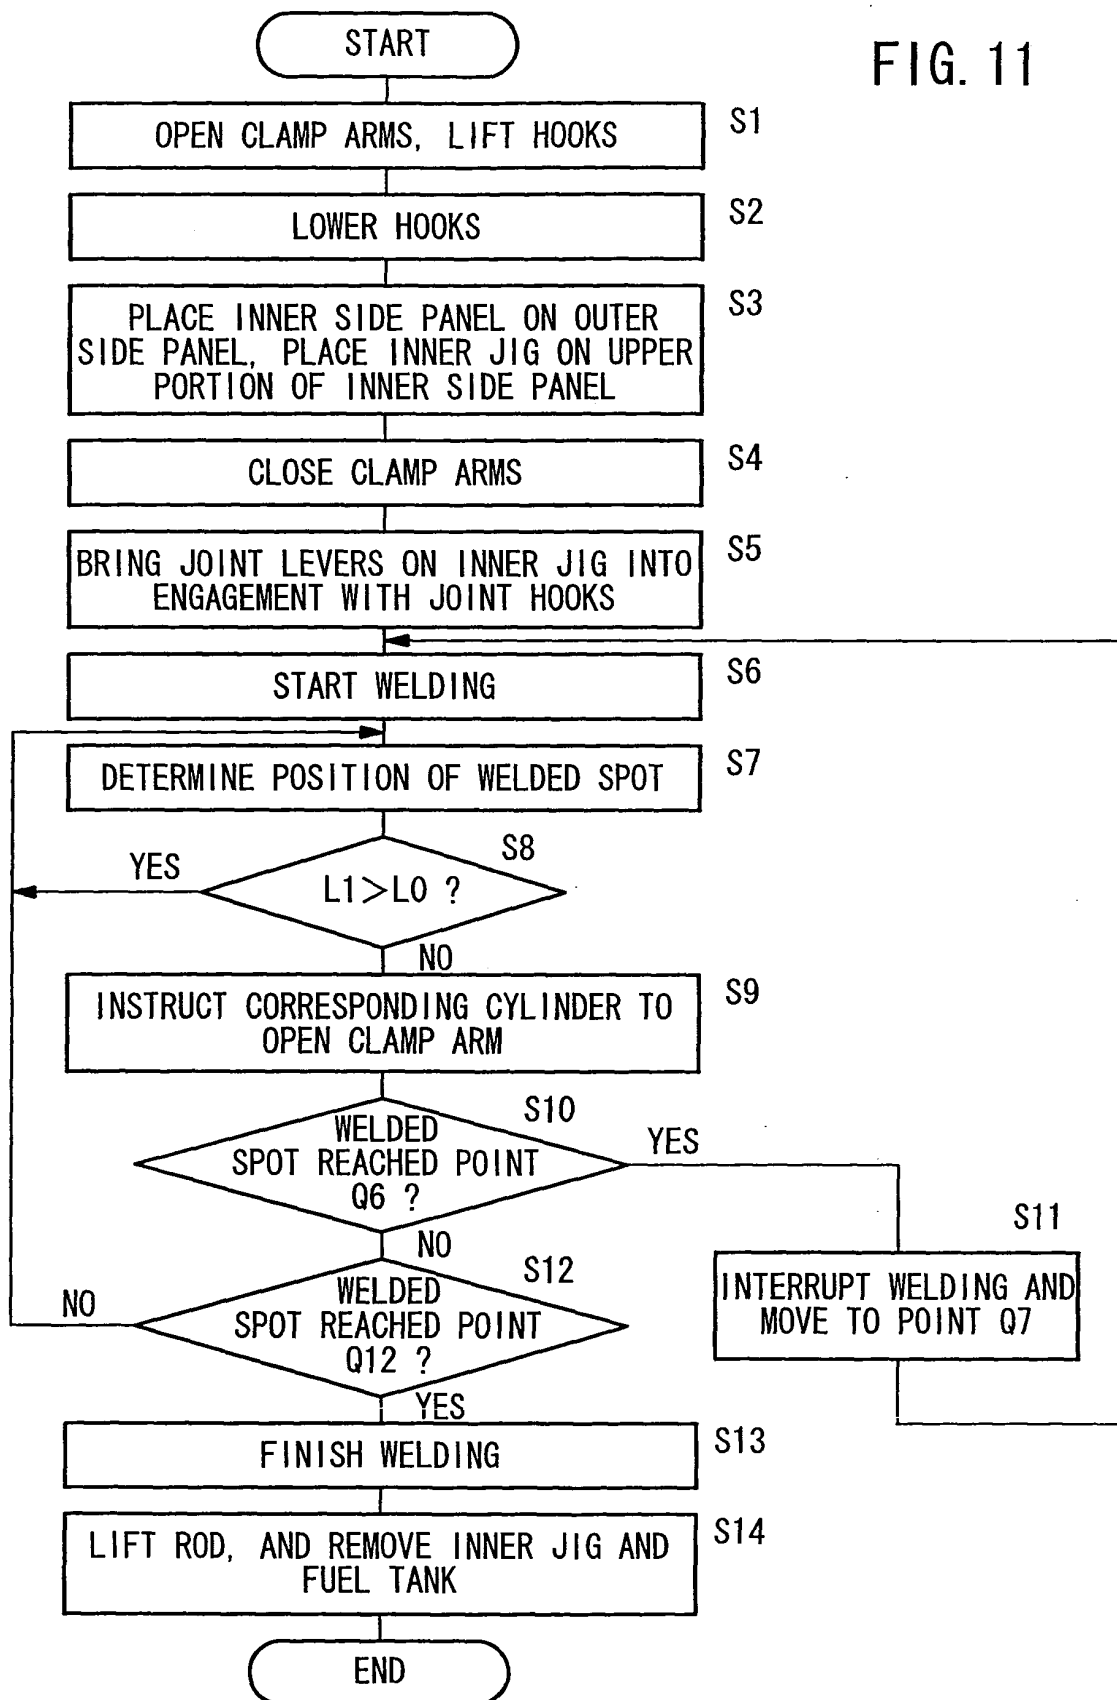 START
FIG. 11
OPEN CLAMP ARMS, LIFT HOOKS
S1
LOWER HOOKS
S2
PLACE INNER SIDE PANEL ON OUTER
SIDE PANEL, PLACE INNER JIG ON UPPER
PORTION OF INNER SIDE PANEL
S3
CLOSE CLAMP ARMS
S4
BRING JOINT LEVERS ON INNER JIG INTO
ENGAGEMENT WITH JOINT HOOKS
S5
START WELDING
S6
DETERMINE POSITION OF WELDED SPOT
S7
L1>L0 ?
S8
YES
NO
INSTRUCT CORRESPONDING CYLINDER TO
OPEN CLAMP ARM
S9
WELDED
SPOT REACHED POINT
Q6 ?
S10
YES
NO
INTERRUPT WELDING AND
MOVE TO POINT Q7
S11
WELDED
SPOT REACHED POINT
Q12 ?
S12
NO
YES
FINISH WELDING
S13
LIFT ROD, AND REMOVE INNER JIG AND
FUEL TANK
S14
END